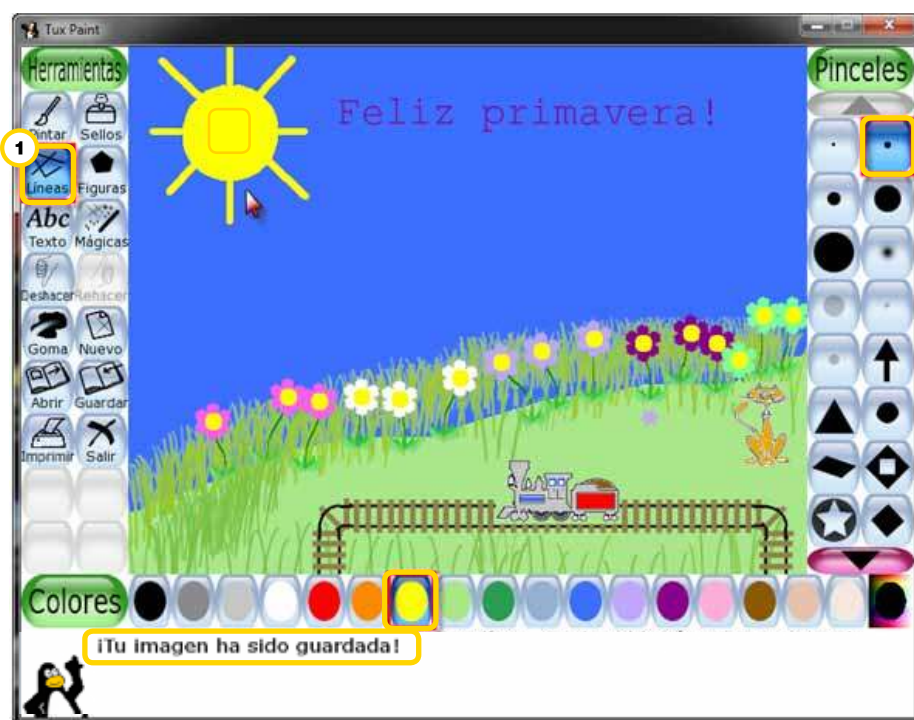 Tux Paint
Herramientas
Pinceles
Feliz primavera!
Pintar Sellos
1
Líneas Figuras
Abc
Texto Mágicas
Deshacer Rehacer
Goma Nuevo
Abrir Guardar
Imprimir Salir
Colores
¡Tu imagen ha sido guardada!